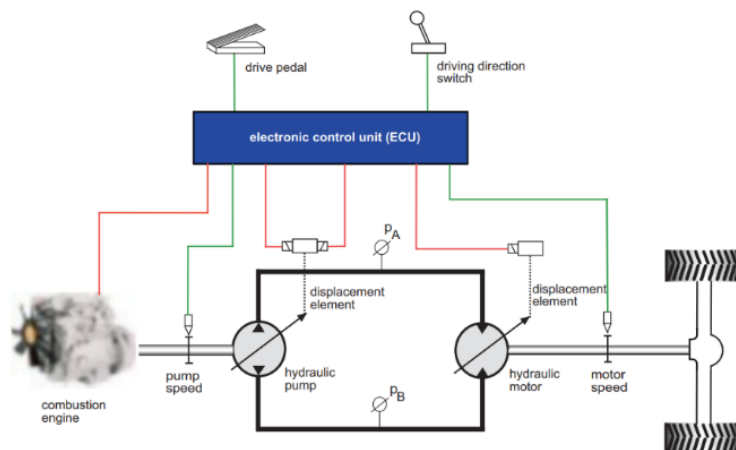 drive pedal
driving direction
switch
electronic control unit (ECU)
pA
displacement
element
displacement
element
pump
speed
hydraulic
pump
hydraulic
motor
motor
speed
combustion
engine
pB